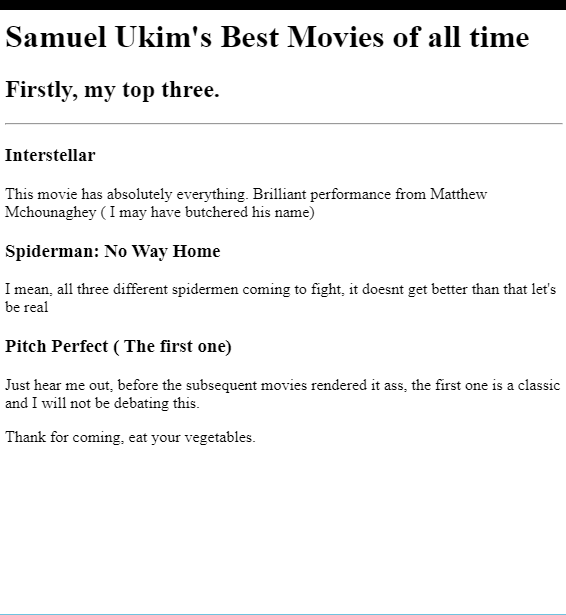 Samuel Ukim's Best Movies of all time
Firstly, my top three.
Interstellar
This movie has absolutely everything. Brilliant performance from Matthew
Mchounaghey ( I may have butchered his name)
Spiderman: No Way Home
I mean, all three different spidermen coming to fight, it doesnt get better than that let's
be real
Pitch Perfect ( The first one)
Just hear me out, before the subsequent movies rendered it ass, the first one is a classic
and I will not be debating this.
Thank for coming, eat your vegetables.